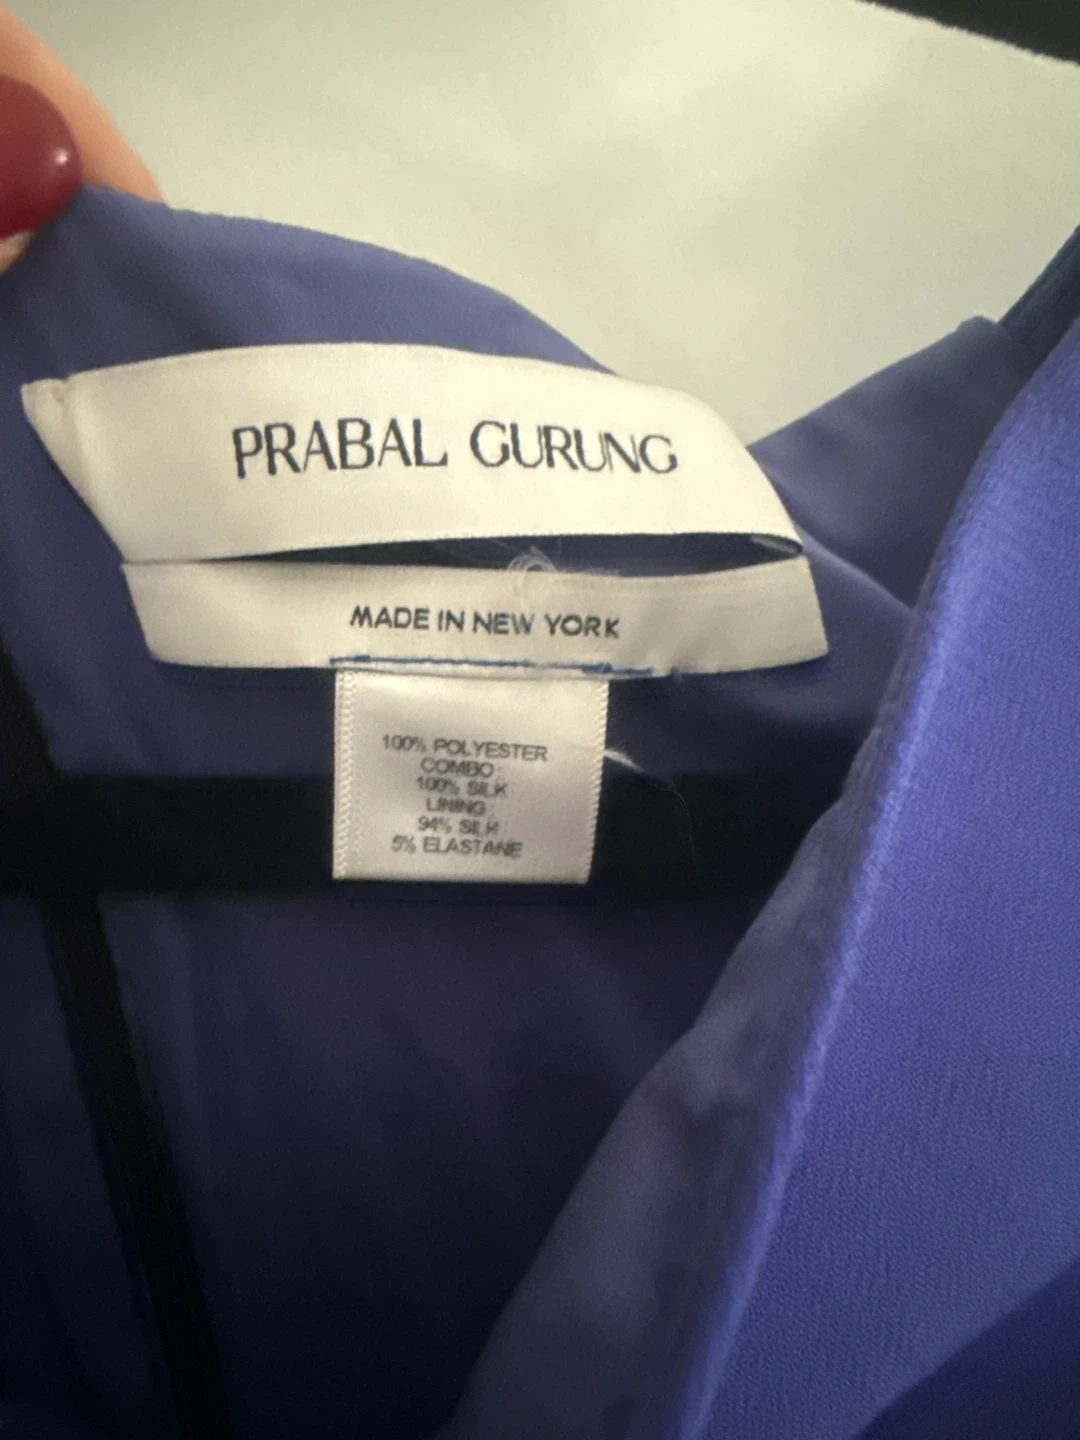 PRABAL GURUNG
MADE IN NEW YORK
100% POLYESTER
COMBO:
100% SILK
LINING:
94% SILK
5% ELASTANE